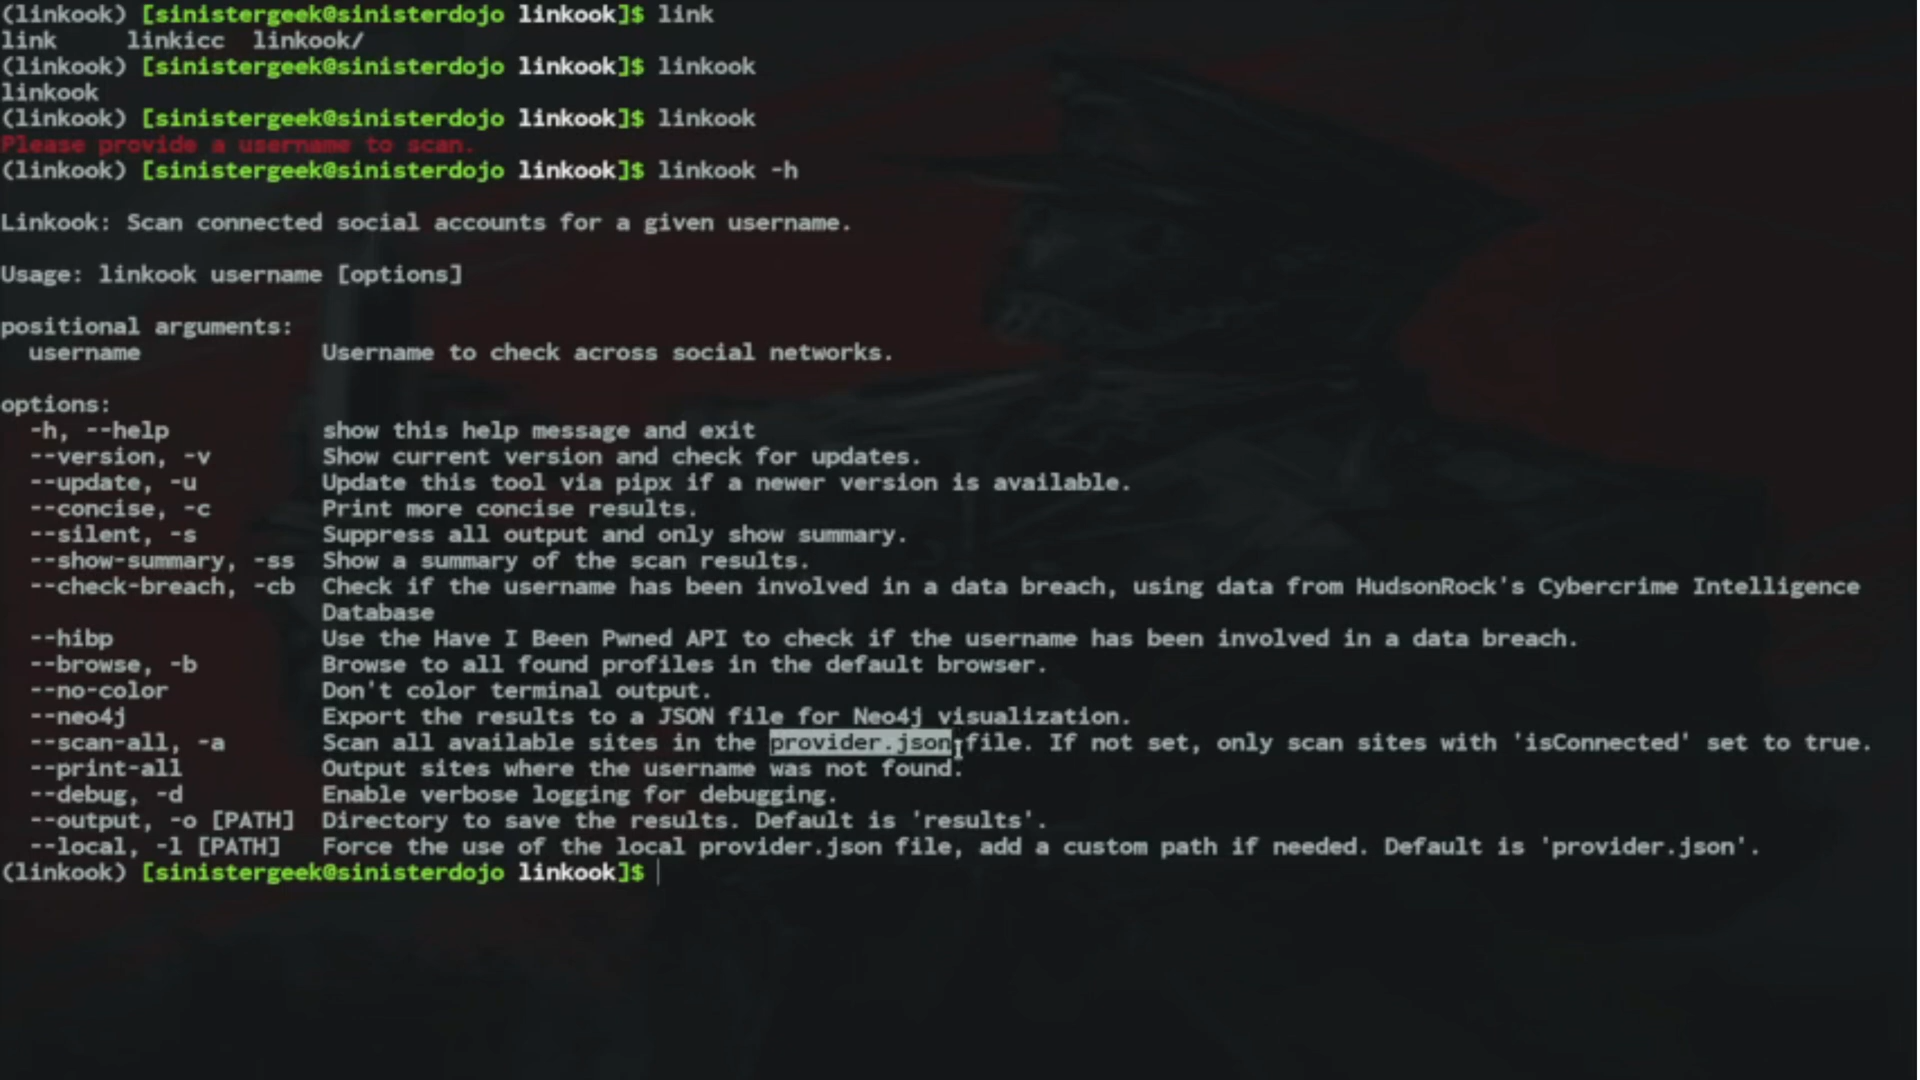 (linkook) [sinistergeek@sinisterdojo linkook]$ link
link     linkicc  linkook/
(linkook) [sinistergeek@sinisterdojo linkook]$ linkook
linkook
(linkook) [sinistergeek@sinisterdojo linkook]$ linkook
Please provide a username to scan.
(linkook) [sinistergeek@sinisterdojo linkook]$ linkook -h
Linkook: Scan connected social accounts for a given username.
Usage: linkook username [options]
positional arguments:
  username             Username to check across social networks.
options:
  -h, --help           show this help message and exit
  --version, -v        Show current version and check for updates.
  --update, -u         Update this tool via pipx if a newer version is available.
  --concise, -c        Print more concise results.
  --silent, -s         Suppress all output and only show summary.
  --show-summary, -ss  Show a summary of the scan results.
  --check-breach, -cb  Check if the username has been involved in a data breach, using data from HudsonRock's Cybercrime Intelligence
                       Database
  --hibp               Use the Have I Been Pwned API to check if the username has been involved in a data breach.
  --browse, -b         Browse to all found profiles in the default browser.
  --no-color           Don't color terminal output.
  --neo4j              Export the results to a JSON file for Neo4j visualization.
  --scan-all, -a       Scan all available sites in the provider.json file. If not set, only scan sites with 'isConnected' set to true.
  --print-all          Output sites where the username was not found.
  --debug, -d          Enable verbose logging for debugging.
  --output, -o [PATH]  Directory to save the results. Default is 'results'.
  --local, -l [PATH]   Force the use of the local provider.json file, add a custom path if needed. Default is 'provider.json'.
(linkook) [sinistergeek@sinisterdojo linkook]$